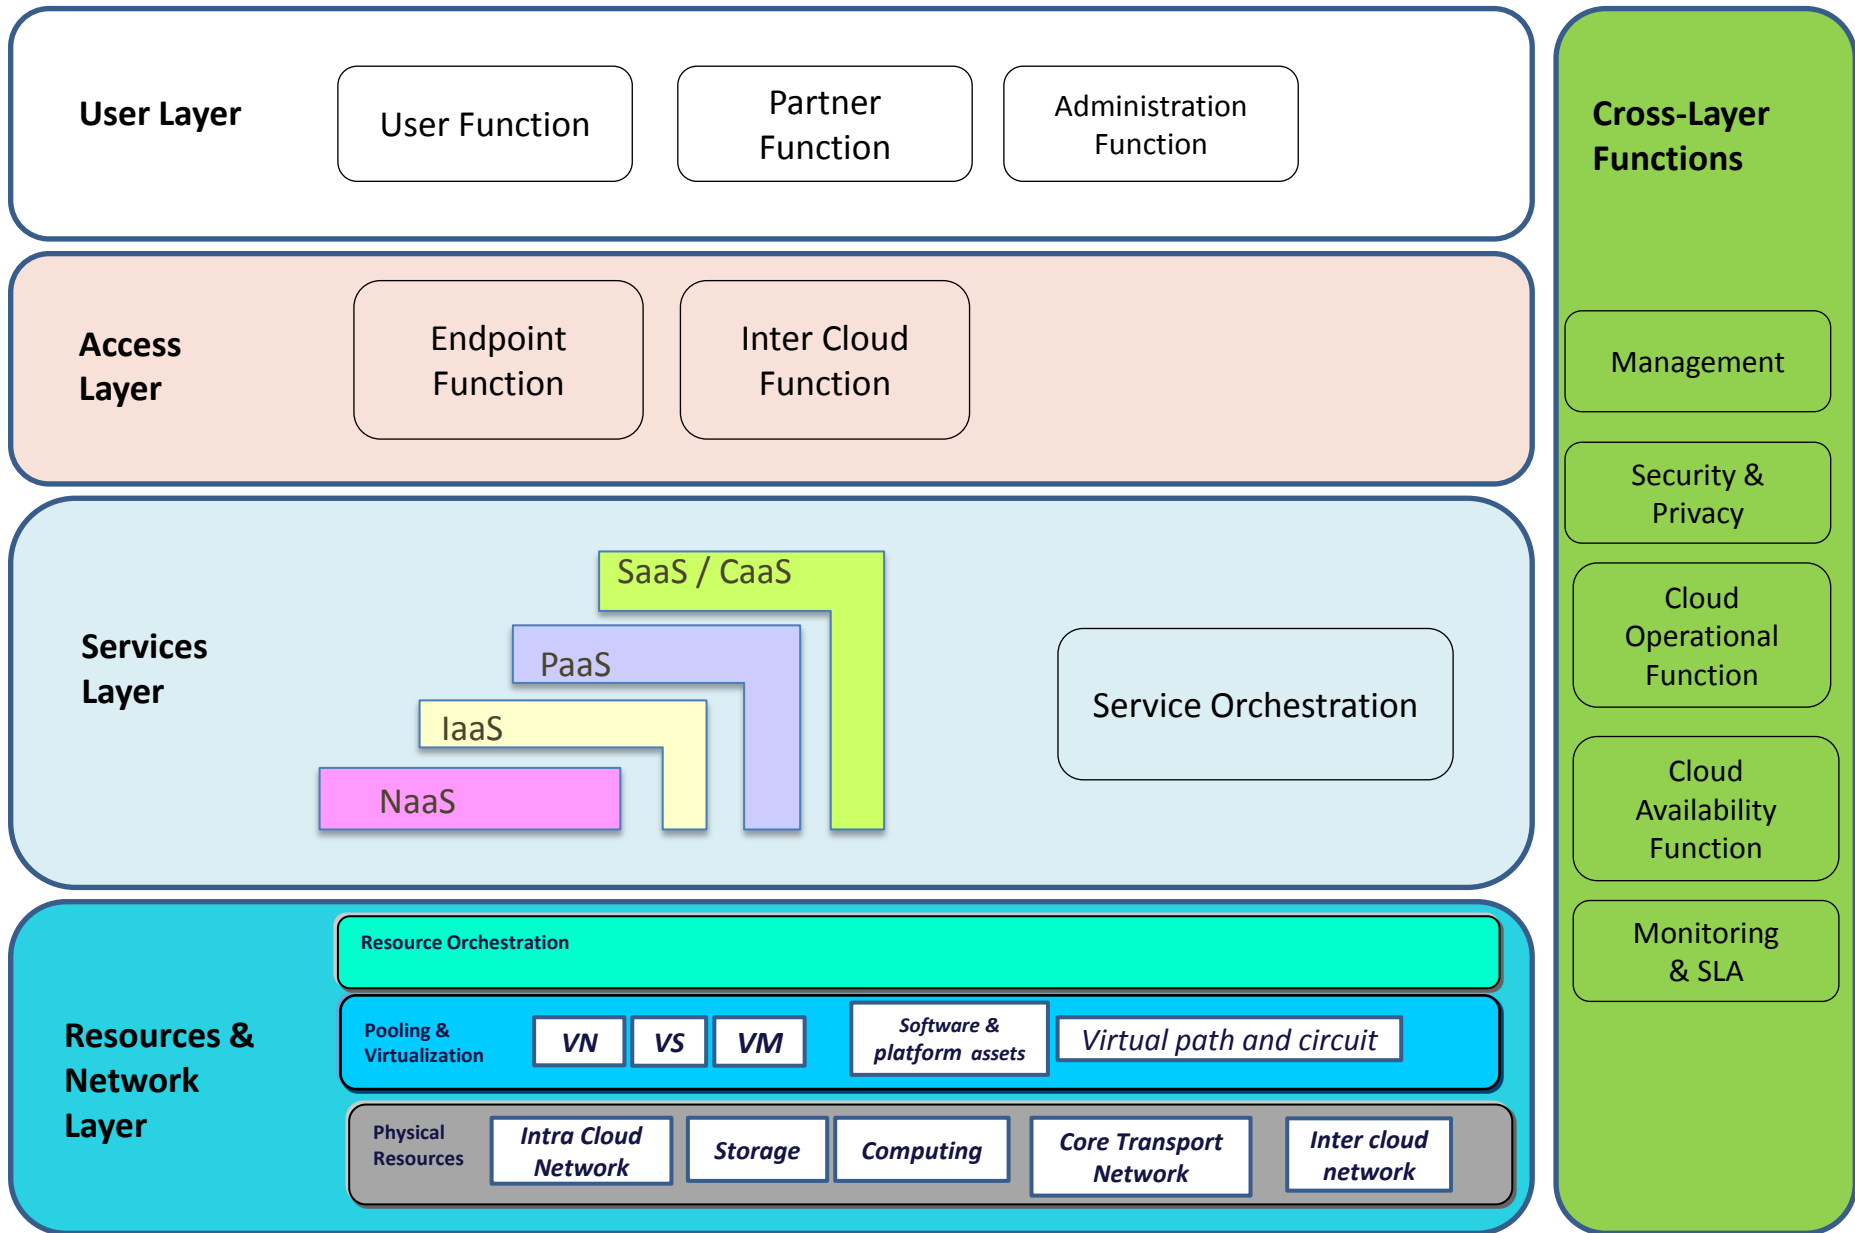 User Layer
User Function
Partner
Function
Administration
Function
Access
Layer
Endpoint
Function
Inter Cloud
Function
Services
Layer
SaaS / CaaS
PaaS
IaaS
NaaS
Service Orchestration
Resources &
Network
Layer
Resource Orchestration
Pooling &
Virtualization
VN
VS
VM
Software &
platform assets
Virtual path and circuit
Physical
Resources
Intra Cloud
Network
Storage
Computing
Core Transport
Network
Inter cloud
network
Cross-Layer
Functions
Management
Security &
Privacy
Cloud
Operational
Function
Cloud
Availability
Function
Monitoring
& SLA